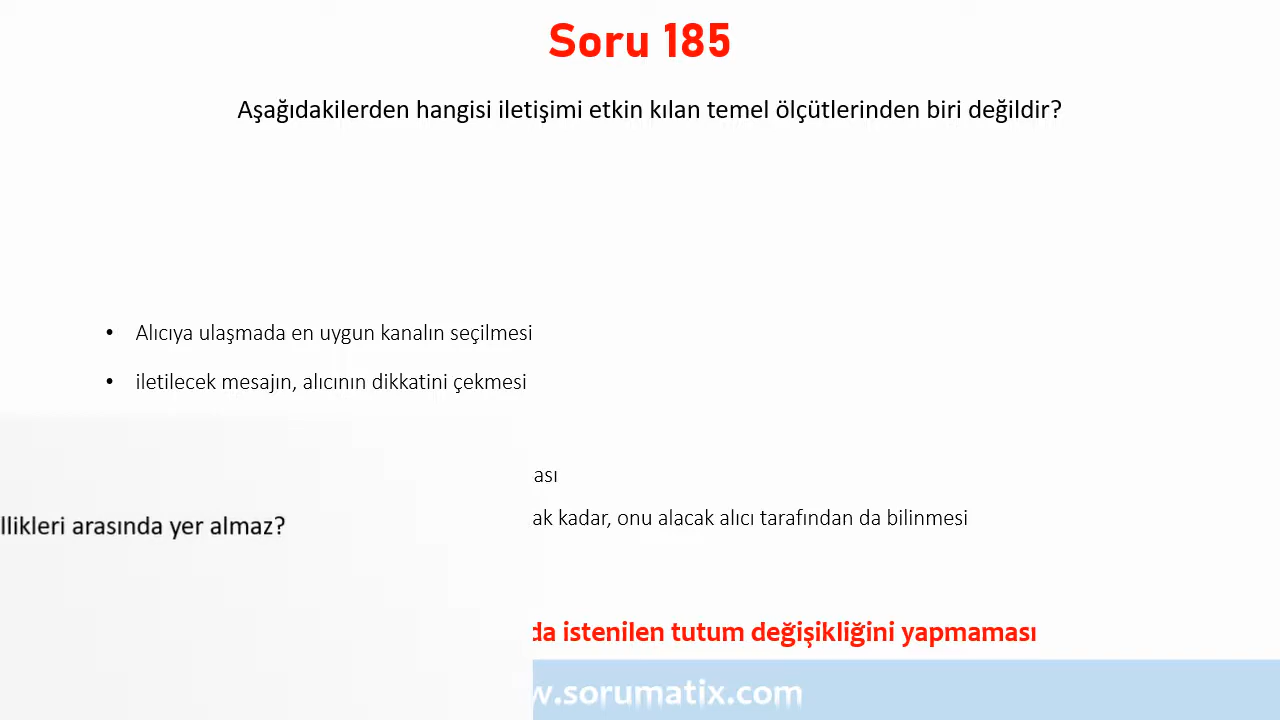 Soru 185
Aşağıdakilerden hangisi iletişimi etkin kılan temel ölçütlerinden biri değildir?
• Alıcıya ulaşmada en uygun kanalın seçilmesi
• iletilecek mesajın, alıcının dikkatini çekmesi
ası
ak kadar, onu alacak alıcı tarafından da bilinmesi
llikleri arasında yer almaz?
da istenilen tutum değişikliğini yapmaması
w.sorumatix.com